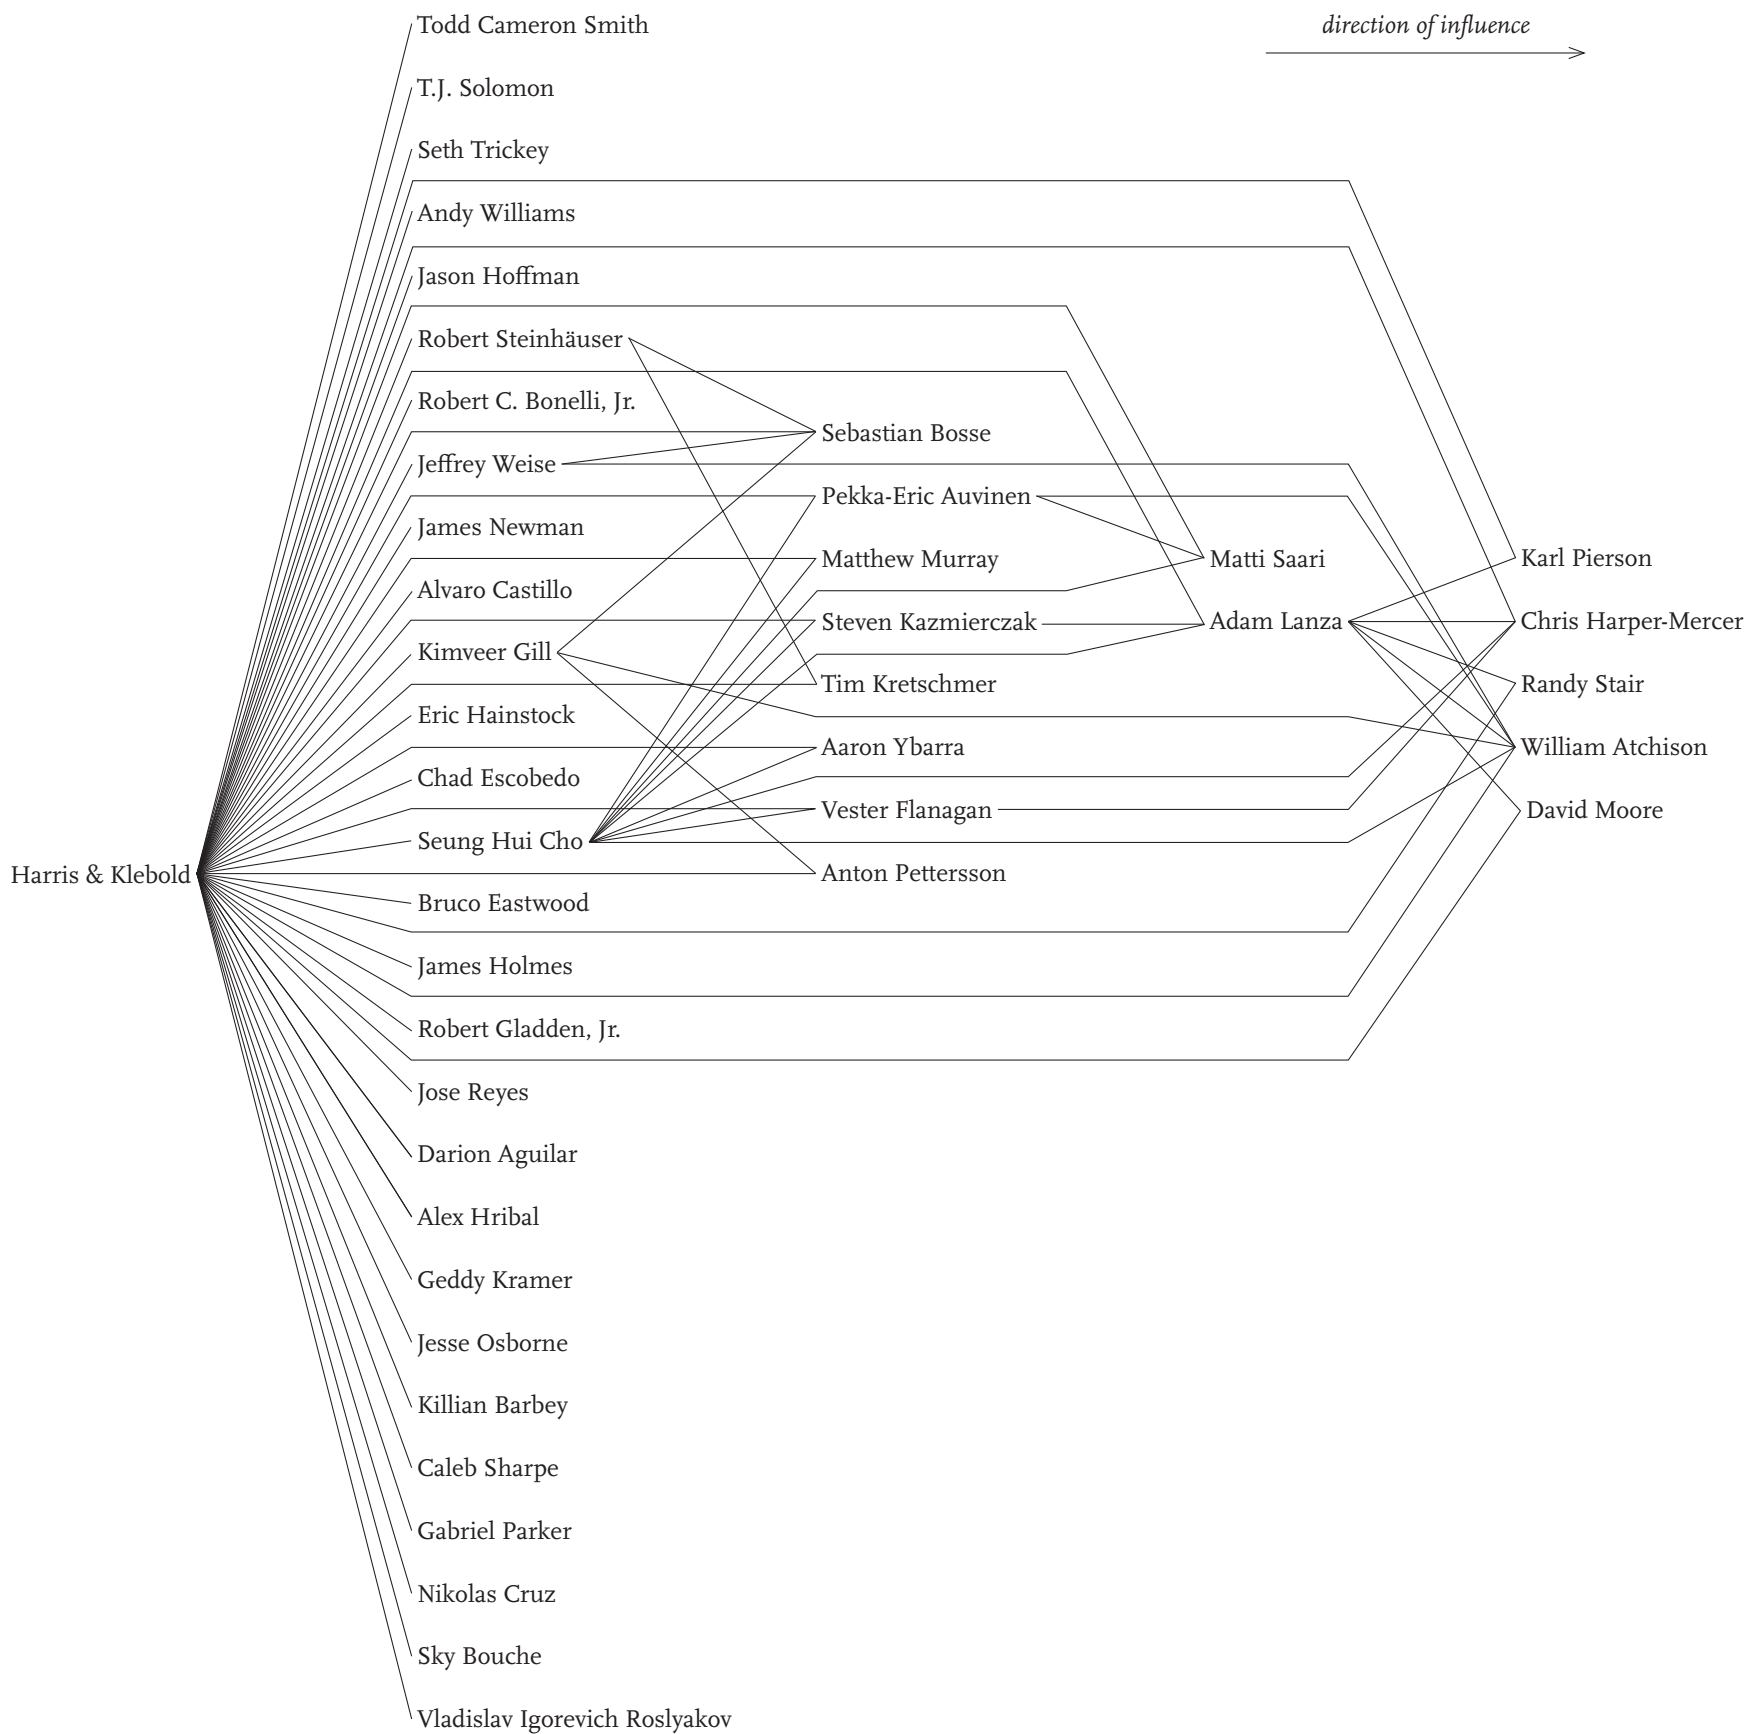 Todd Cameron Smith
direction of influence
T.J. Solomon
Seth Trickey
Andy Williams
Jason Hoffman
Robert Steinhäuser
Robert C. Bonelli, Jr.
Sebastian Bosse
Jeffrey Weise
Pekka-Eric Auvinen
James Newman
Matthew Murray
Matti Saari
Karl Pierson
Alvaro Castillo
Steven Kazmierczak
Adam Lanza
Chris Harper-Mercer
Kimveer Gill
Tim Kretschmer
Randy Stair
Eric Hainstock
Aaron Ybarra
William Atchison
Chad Escobedo
Vester Flanagan
David Moore
Seung Hui Cho
Harris & Klebold
Anton Pettersson
Bruco Eastwood
James Holmes
Robert Gladden, Jr.
Jose Reyes
Darion Aguilar
Alex Hribal
Geddy Kramer
Jesse Osborne
Killian Barbey
Caleb Sharpe
Gabriel Parker
Nikolas Cruz
Sky Bouche
Vladislav Igorevich Roslyakov